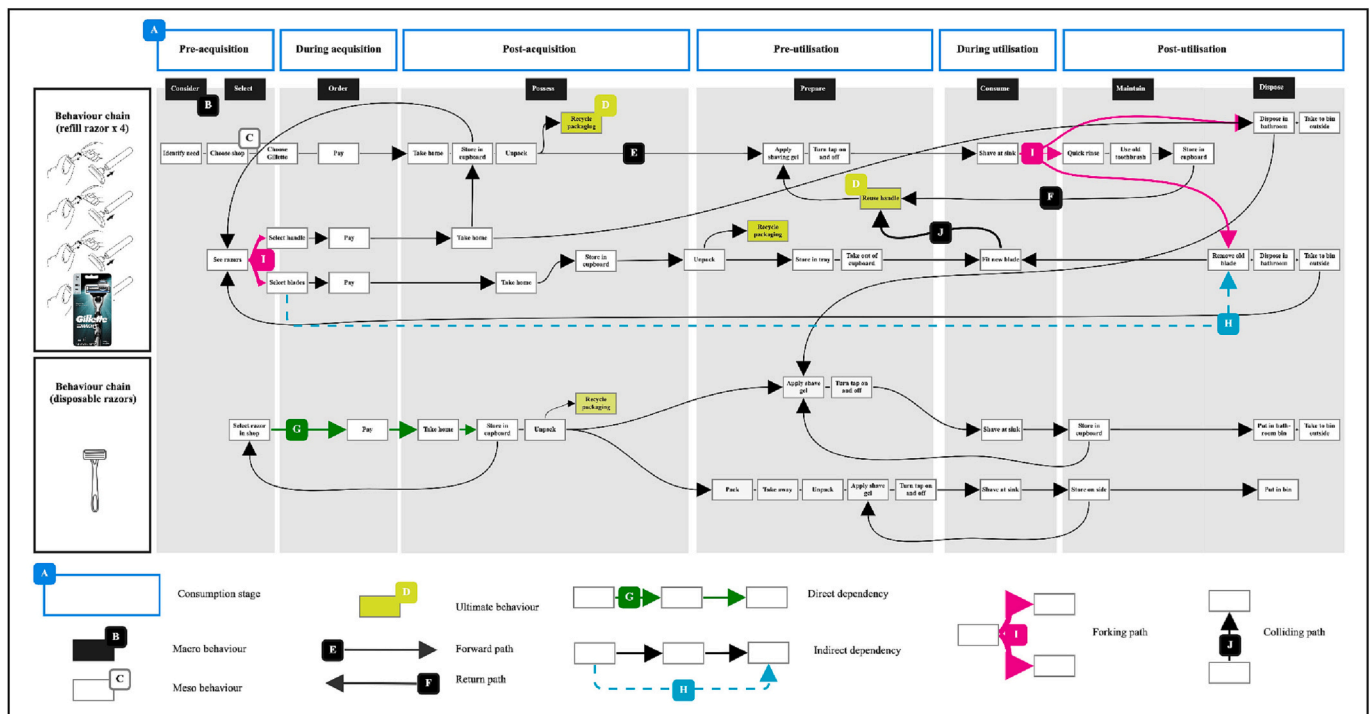 A
Pre-acquisition
During acquisition
Post-acquisition
Pre-utilisation
During utilisation
Post-utilisation
Consider
Select
Order
Possess
Prepare
Consume
Maintain
Dispose
B
Behaviour chain
(refill razor x 4)
Gillette
C
D
Recycle
packaging
Identify need
Choose shop
Choose
Gillette
Pay
Take home
Store in
cupboard
Unpack
E
Apply
shaving gel
Turn tap on
and off
Shave at sink
I
Quick rinse
Use old
toothbrush
Store in
cupboard
Dispose in
bathroom
Take to bin
outside
D
Reuse handle
F
J
See razors
I
Select handle
Pay
Take home
Select blades
Pay
Take home
Store in
cupboard
Unpack
Recycle
packaging
Store in tray
Take out of
cupboard
Fit new blade
Remove old
blade
Dispose in
bathroom
Take to bin
outside
H
Behaviour chain
(disposable razors)
Select razor
in shop
G
Pay
Take home
Store in
cupboard
Unpack
Recycle
packaging
Apply shave
gel
Turn tap on
and off
Shave at sink
Store in
cupboard
Put in bath-
room bin
Take to bin
outside
Pack
Take away
Unpack
Apply shave
gel
Turn tap on
and off
Shave at sink
Store on side
Put in bin
A
Consumption stage
B
Macro behaviour
C
Meso behaviour
D
Ultimate behaviour
E
Forward path
F
Return path
G
Direct dependency
H
Indirect dependency
I
Forking path
J
Colliding path